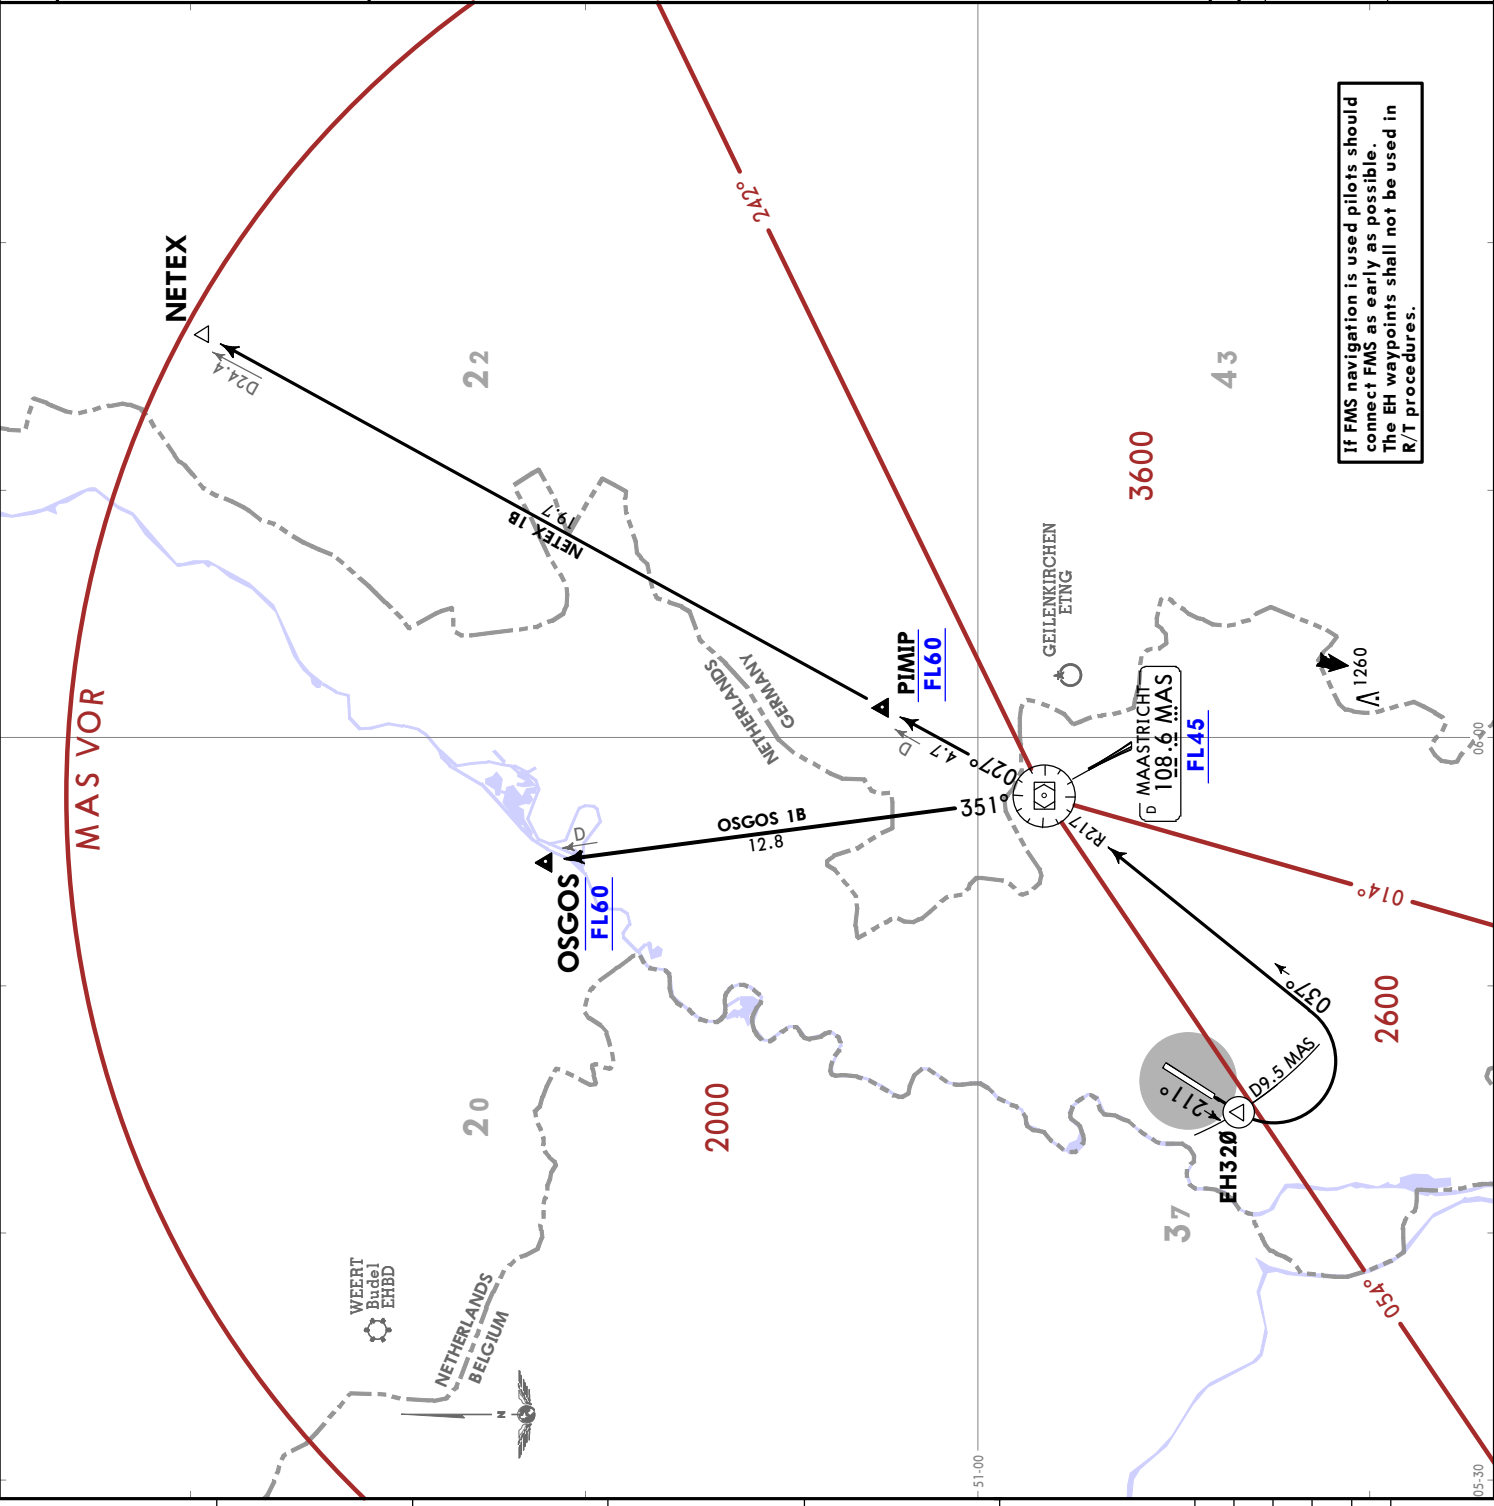 MAS VOR
NETEX
D24.4
22
242°
NETEX 1B
19.7
43
3600
If FMS navigation is used pilots should
connect FMS as early as possible.
The EH waypoints shall not be used in
R/T procedures.
GEILENKIRCHEN
ETNG
PIMIP
FL60
NETHERLANDS
GERMANY
D
4.7
027°
MAASTRICHT
D 108.6 MAS
FL45
1260
06-00
351°
OSGOS 1B
12.8
D
OSGOS
FL60
R217
014°
037°
2600
D9.5 MAS
211°
EH320
20
2000
37
WEERT
Budel
EHBD
NETHERLANDS
BELGIUM
N
054°
51-00
05-30